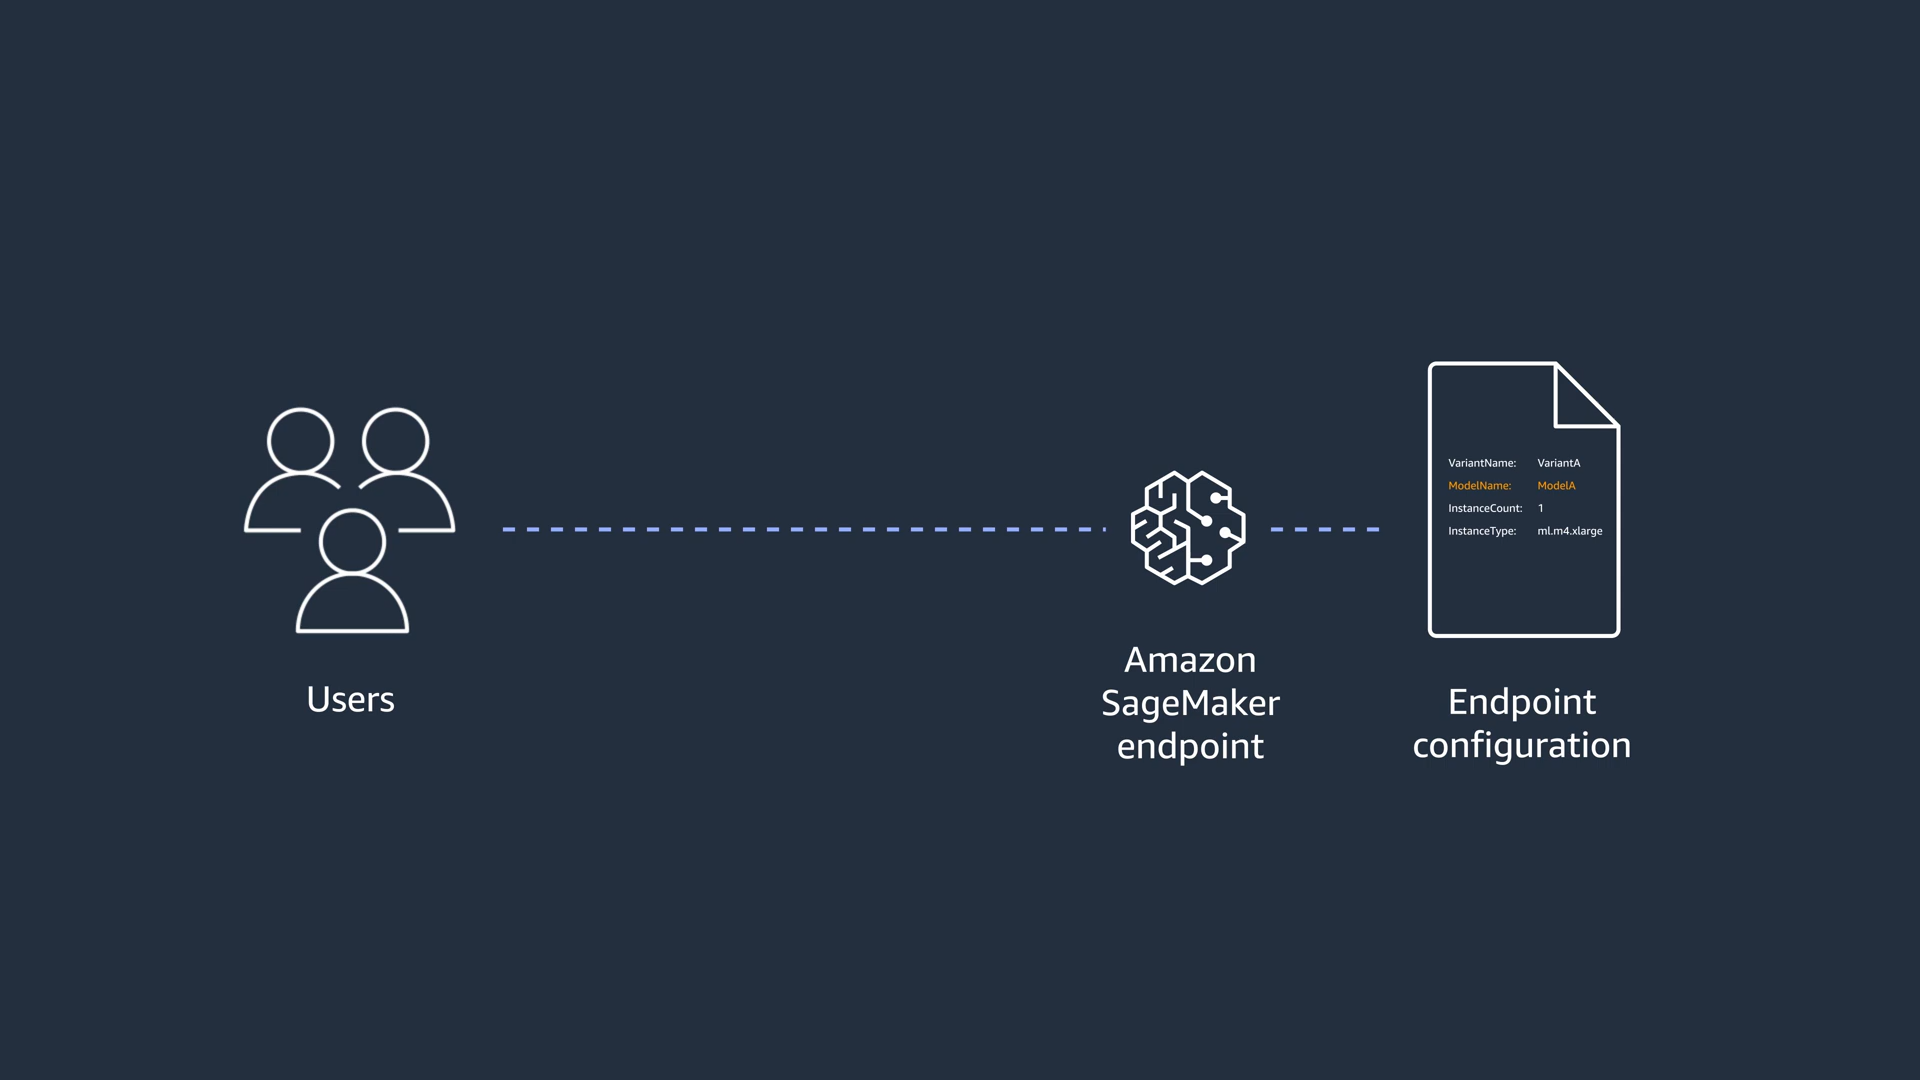 VariantName: VariantA
ModelName: ModelA
InstanceCount: 1
InstanceType: ml.m4.xlarge
Users
Amazon
SageMaker
endpoint
Endpoint
configuration